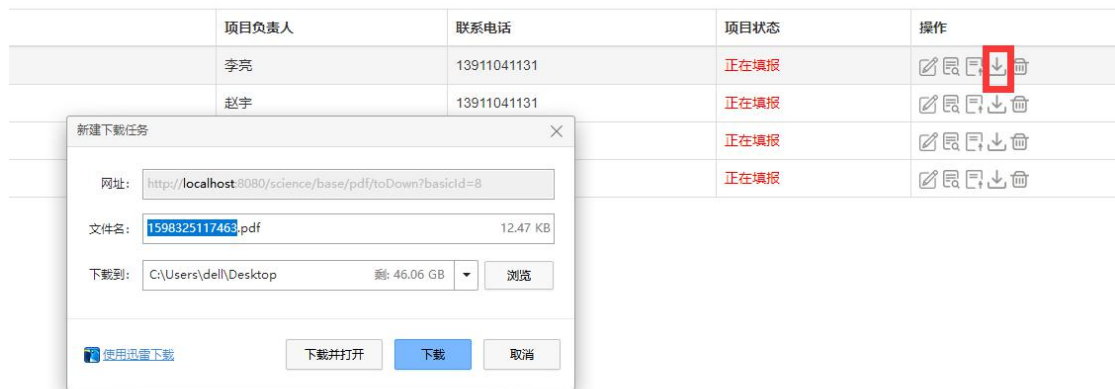 项目负责人 联系电话 项目状态 操作
李亮 13911041131 正在填报
赵宇 13911041131 正在填报
正在填报
正在填报
新建下载任务
网址: http://localhost:8080/science/base/pdf/toDown?basicId=8
文件名: 1598325117463.pdf 12.47 KB
下载到: C:\Users\dell\Desktop 剩: 46.06 GB 浏览
使用迅雷下载 下载并打开 下载 取消